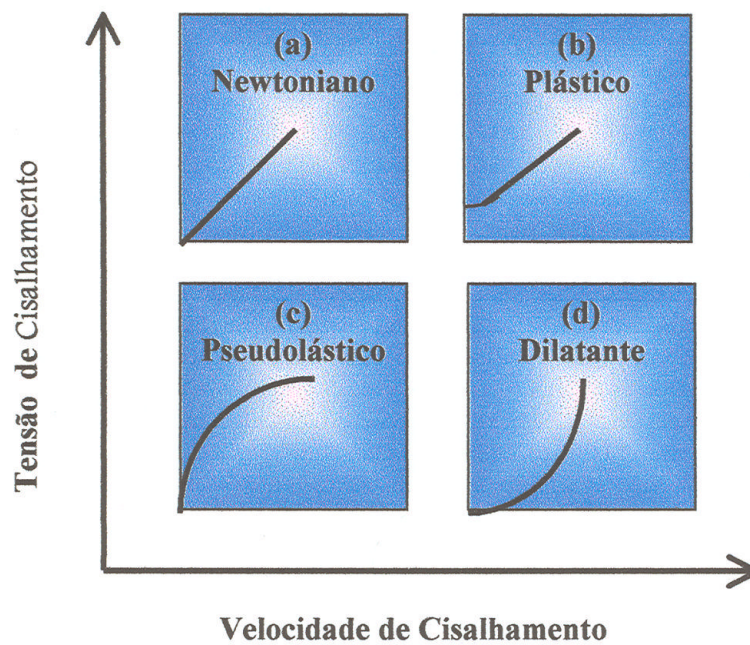 Tensão de Cisalhamento
(a)
Newtoniano
(b)
Plástico
(c)
Pseudolástico
(d)
Dilatante
Velocidade de Cisalhamento